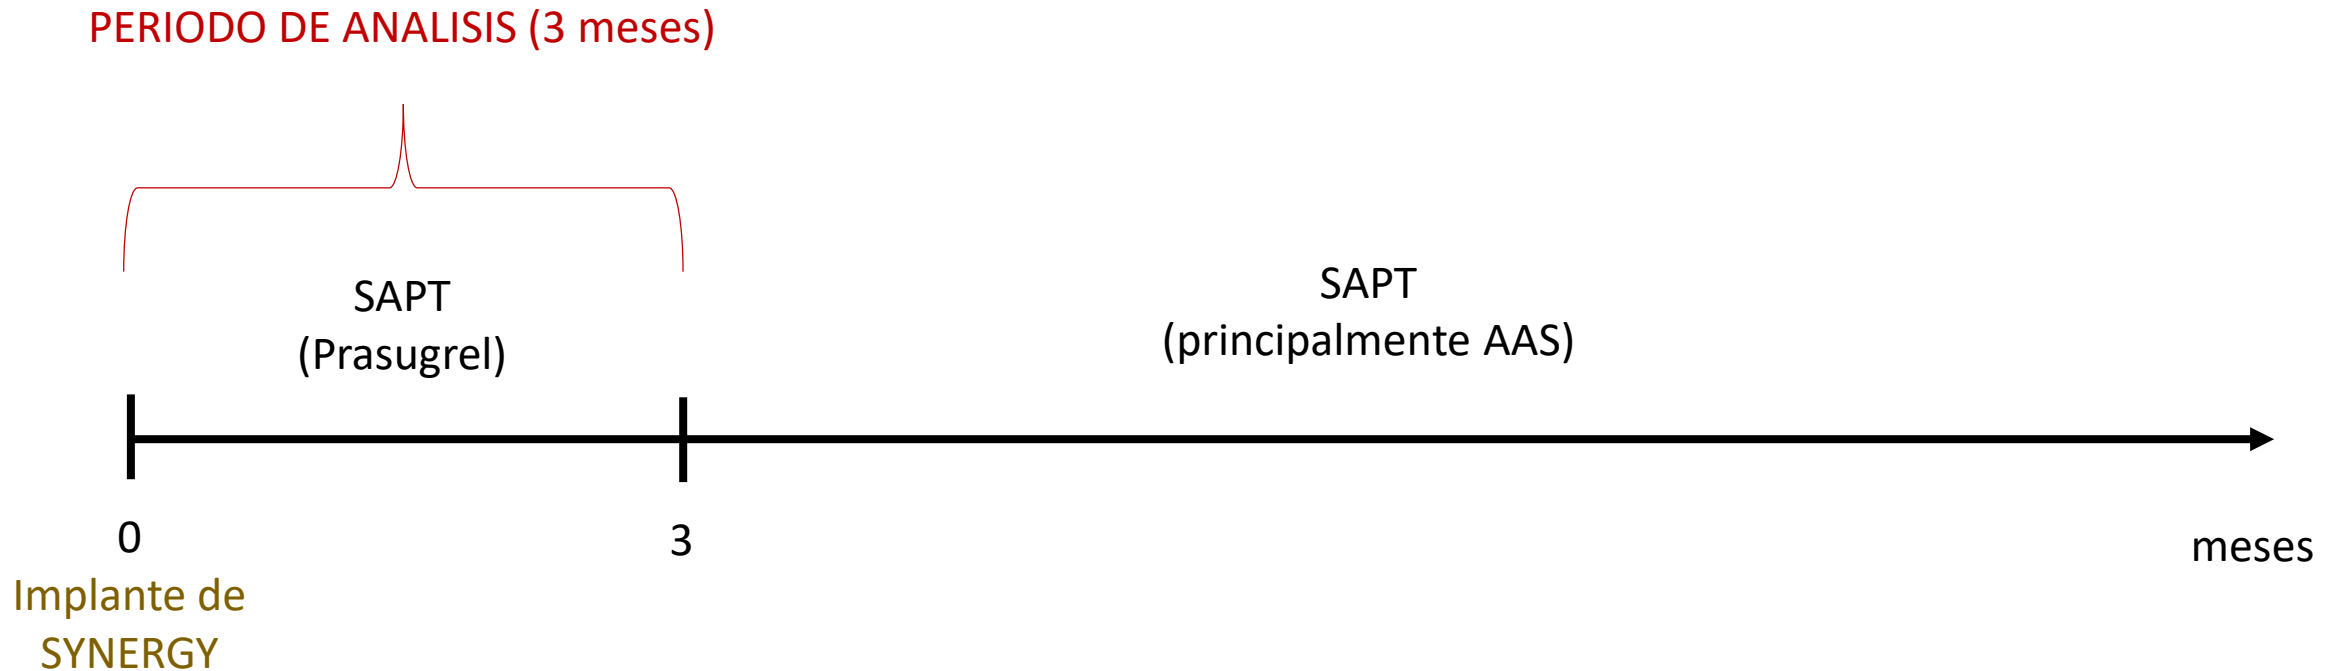 PERIODO DE ANALISIS (3 meses)
SAPT
(Prasugrel)
SAPT
(principalmente AAS)
0
3
meses
Implante de
SYNERGY